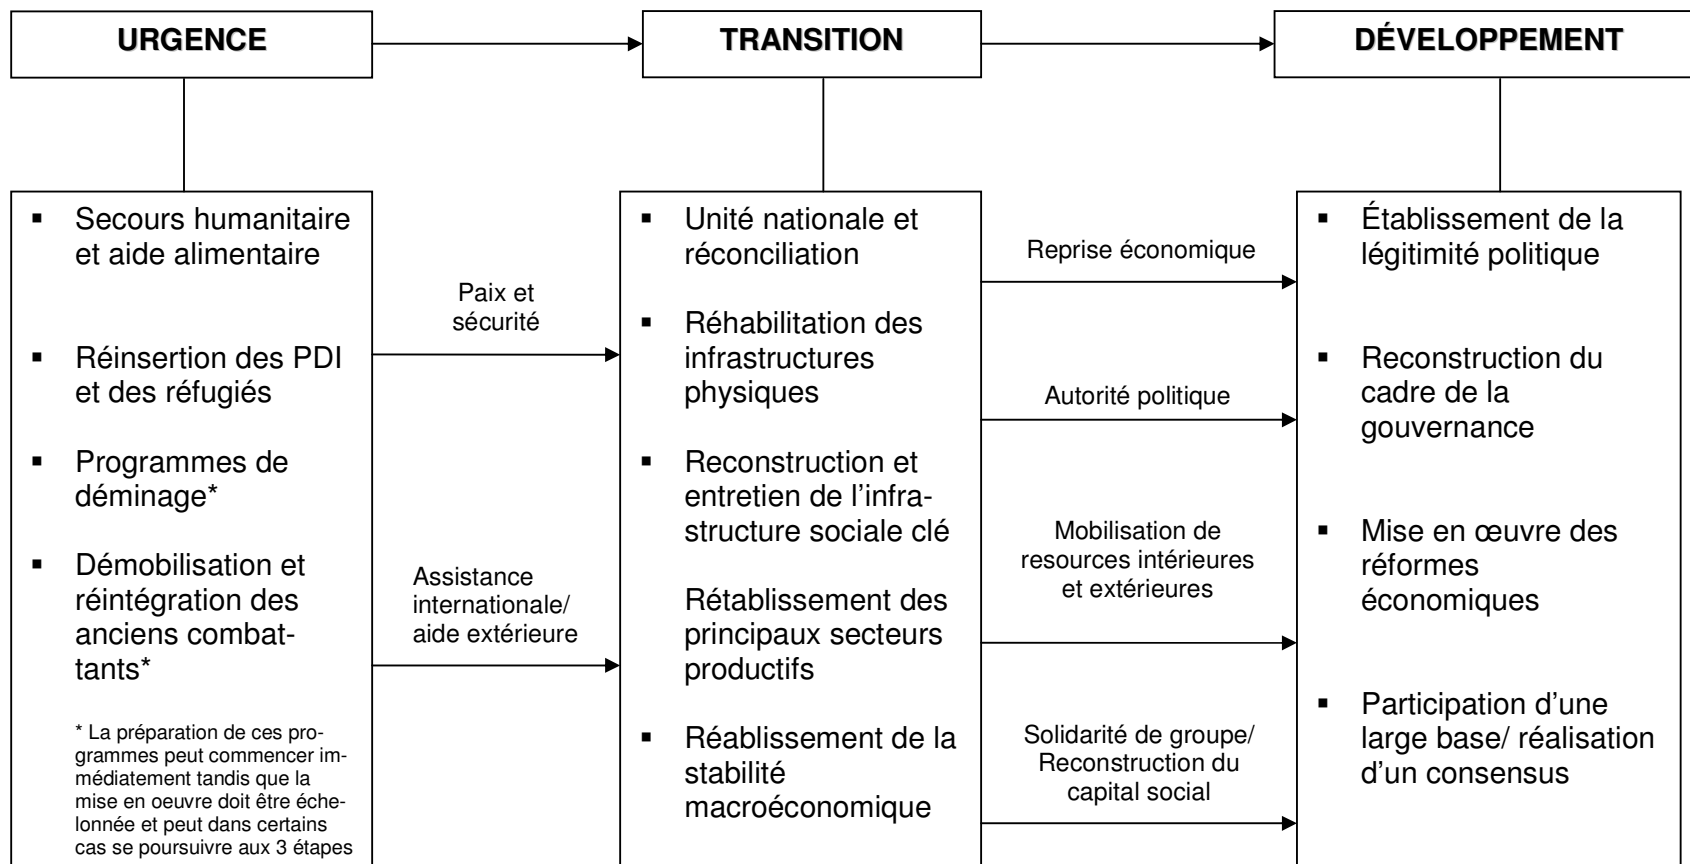 URGENCE
TRANSITION
DÉVELOPPEMENT
▪ Secours humanitaire
et aide alimentaire
▪ Réinsertion des PDI
et des réfugiés
▪ Programmes de
déminage*
▪ Démobilisation et
réintégration des
anciens combat-
tants*
* La préparation de ces pro-
grammes peut commencer im-
médiatement tandis que la
mise en oeuvre doit être éche-
lonnée et peut dans certains
cas se poursuivre aux 3 étapes
Paix et
sécurité
Assistance
internationale/
aide extérieure
▪ Unité nationale et
réconciliation
▪ Réhabilitation des
infrastructures
physiques
▪ Reconstruction et
entretien de l’infra-
structure sociale clé
Rétablissement des
principaux secteurs
productifs
▪ Réablissement de la
stabilité
macroéconomique
Reprise économique
Autorité politique
Mobilisation de
resources intérieures
et extérieures
Solidarité de groupe/
Reconstruction du
capital social
▪ Établissement de la
légitimité politique
▪ Reconstruction du
cadre de la
gouvernance
▪ Mise en œuvre des
réformes
économiques
▪ Participation d’une
large base/ réalisation
d’un consensus